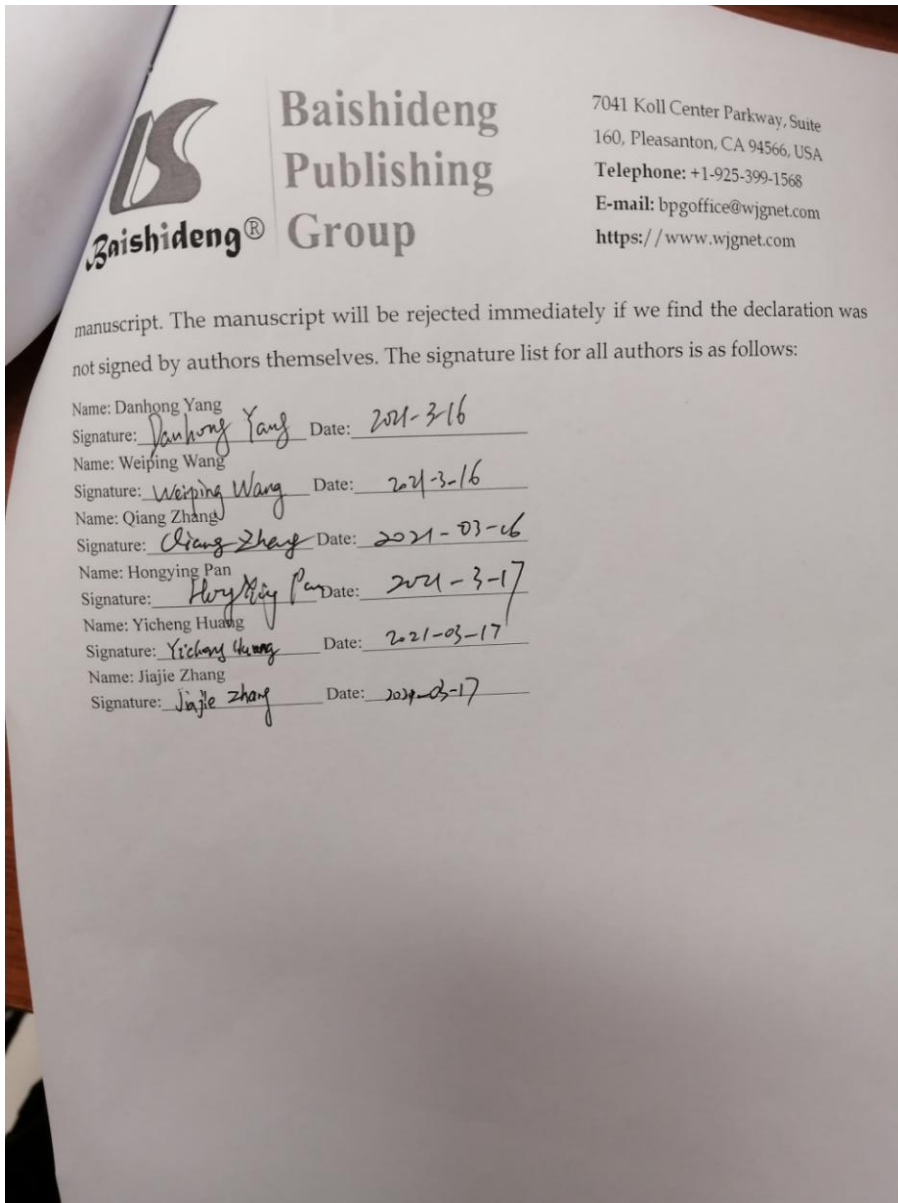 Baishideng®
Baishideng
Publishing
Group
7041 Koll Center Parkway, Suite
160, Pleasanton, CA 94566, USA
Telephone: +1-925-399-1568
E-mail: bpgoffice@wjgnet.com
https://www.wjgnet.com
manuscript. The manuscript will be rejected immediately if we find the declaration was
not signed by authors themselves. The signature list for all authors is as follows:
Name: Danhong Yang
Signature: Danhong Yang Date: 2021-3-16
Name: Weiping Wang
Signature: Weiping Wang Date: 2021-3-16
Name: Qiang Zhang
Signature: Qiang Zhang Date: 2021-03-16
Name: Hongying Pan
Signature: Hongying Pan Date: 2021-3-17
Name: Yicheng Huang
Signature: Yicheng Huang Date: 2021-03-17
Name: Jiajie Zhang
Signature: Jiajie Zhang Date: 2021-03-17